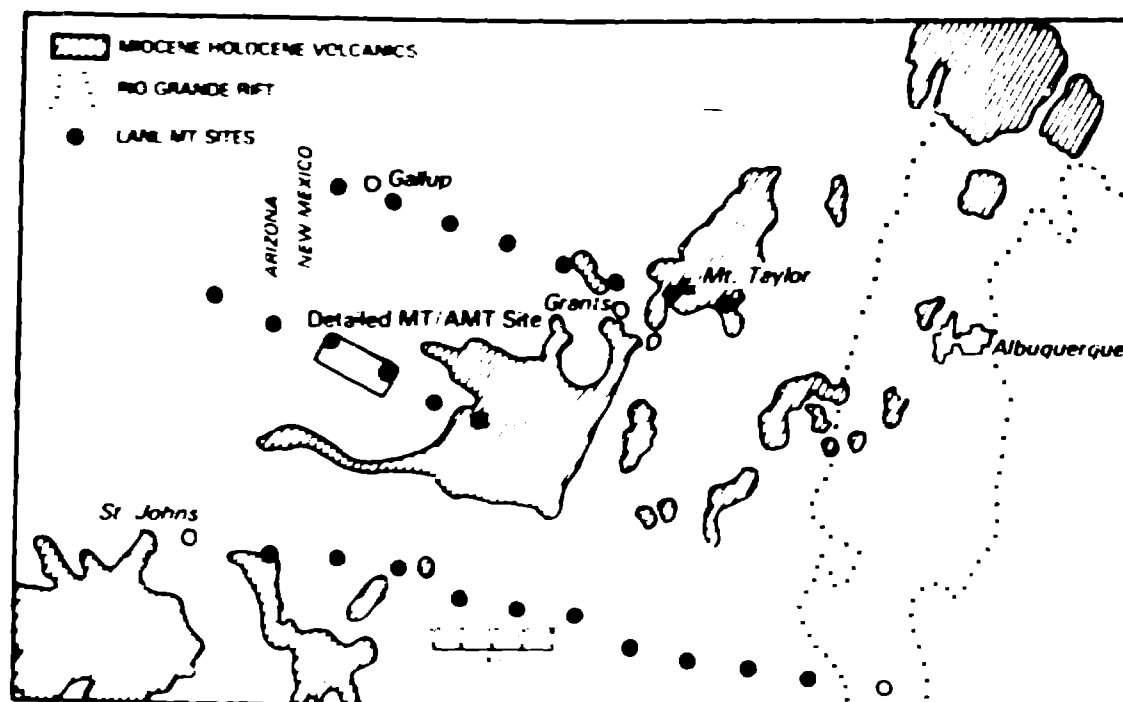 MIOCENE HOLOCENE VOLCANICS
RIO GRANDE RIFT
LANL MT SITES
ARIZONA
NEW MEXICO
Gallup
Mt. Taylor
Grants
Detailed MT/AMT Site
Albuquerque
St Johns